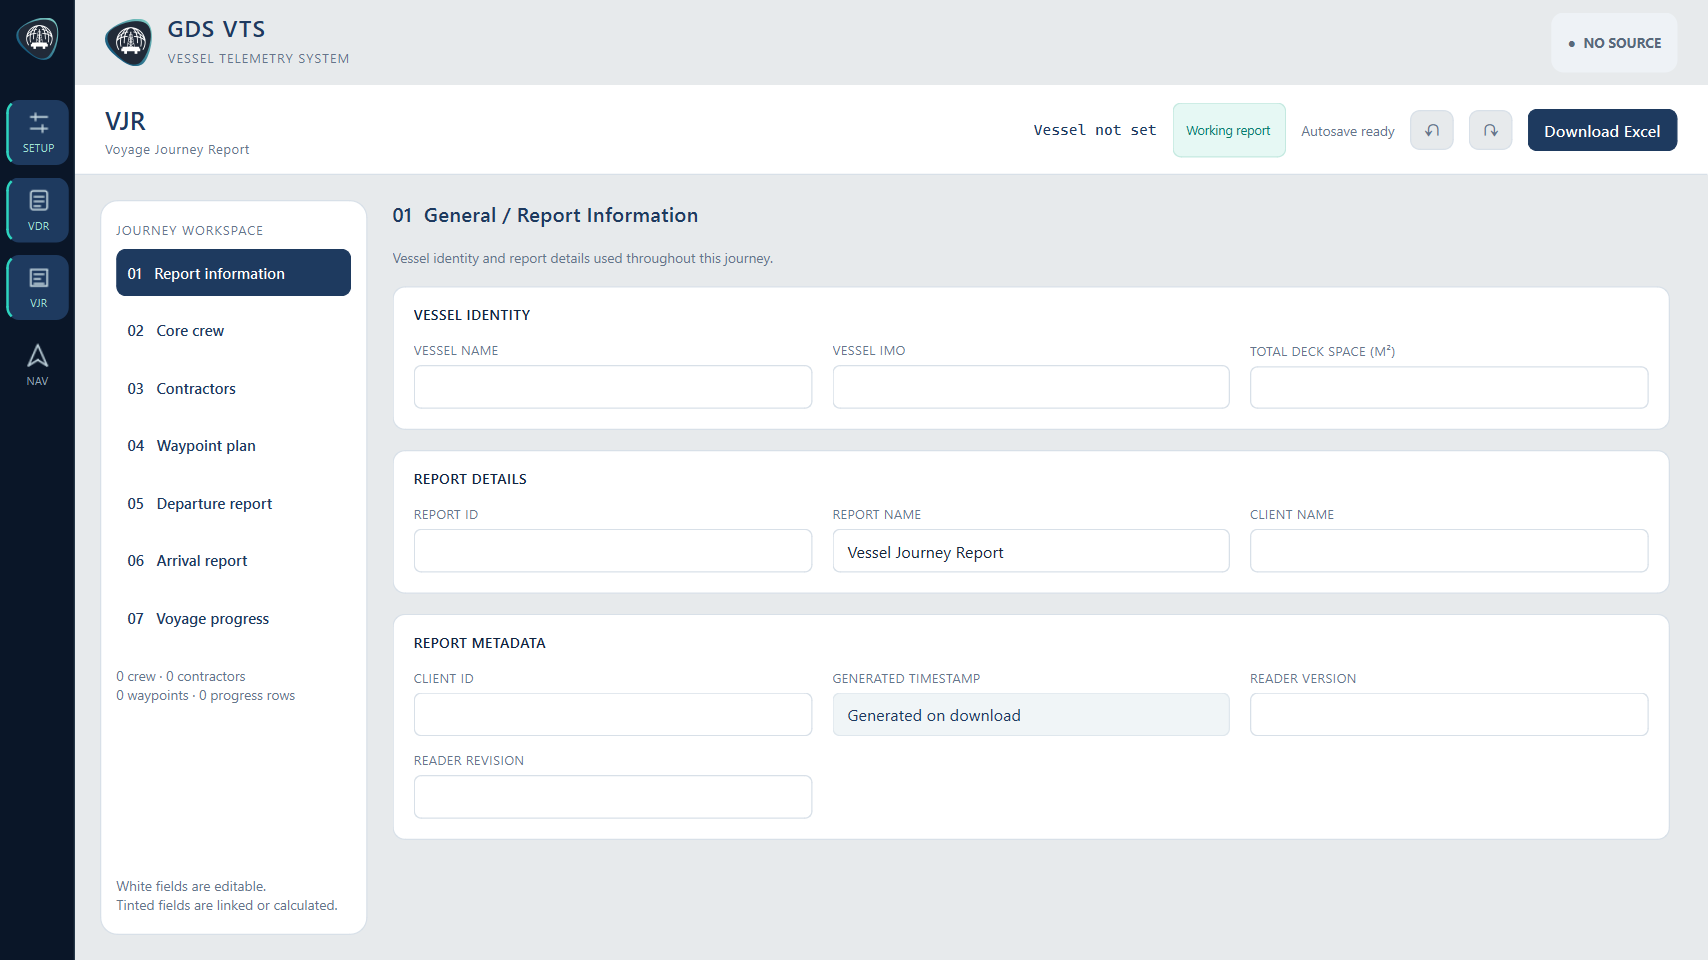 GDS VTS
VESSEL TELEMETRY SYSTEM
• NO SOURCE
SETUP
VDR
VJR
NAV
VJR
Voyage Journey Report
Vessel not set
Working report
Autosave ready
Download Excel
JOURNEY WORKSPACE
01 Report information
02 Core crew
03 Contractors
04 Waypoint plan
05 Departure report
06 Arrival report
07 Voyage progress
0 crew · 0 contractors
0 waypoints · 0 progress rows
White fields are editable.
Tinted fields are linked or calculated.
01 General / Report Information
Vessel identity and report details used throughout this journey.
VESSEL IDENTITY
VESSEL NAME
VESSEL IMO
TOTAL DECK SPACE (M²)
REPORT DETAILS
REPORT ID
REPORT NAME
CLIENT NAME
Vessel Journey Report
REPORT METADATA
CLIENT ID
GENERATED TIMESTAMP
READER VERSION
Generated on download
READER REVISION